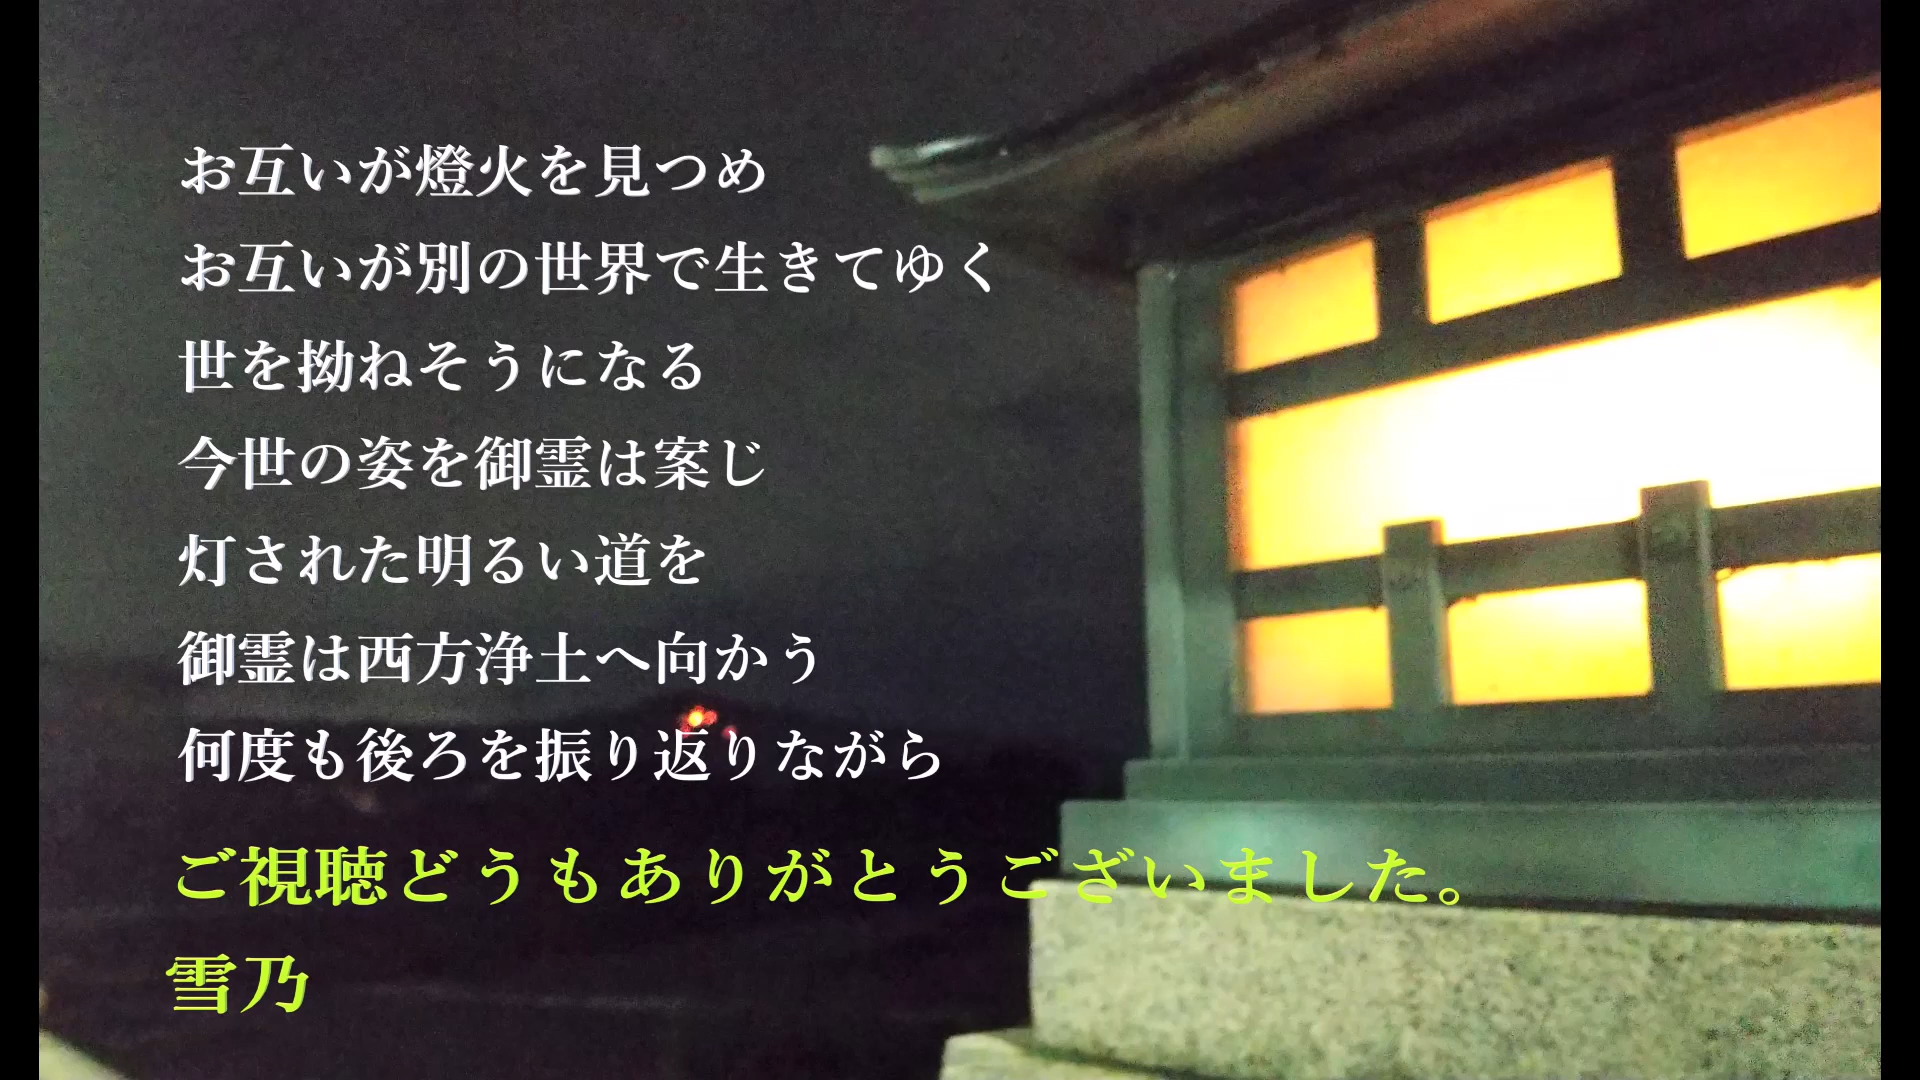 お互いが燈火を見つめ
お互いが別の世界で生きてゆく
世を拗ねそうになる
今世の姿を御霊は案じ
灯された明るい道を
御霊は西方浄土へ向かう
何度も後ろを振り返りながら
ご視聴どうもありがとうございました。
雪乃